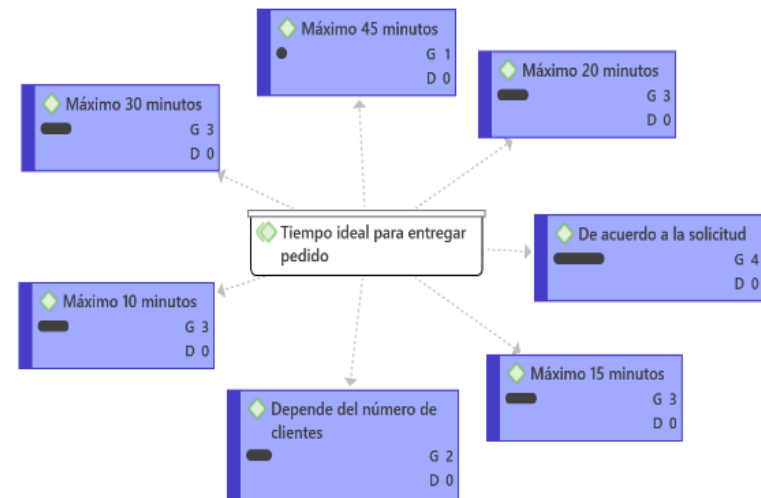 Máximo 45 minutos
G 1
D 0
Máximo 20 minutos
G 3
D 0
Máximo 30 minutos
G 3
D 0
Tiempo ideal para entregar
pedido
De acuerdo a la solicitud
G 4
D 0
Máximo 10 minutos
G 3
D 0
Máximo 15 minutos
G 3
D 0
Depende del número de
clientes
G 2
D 0